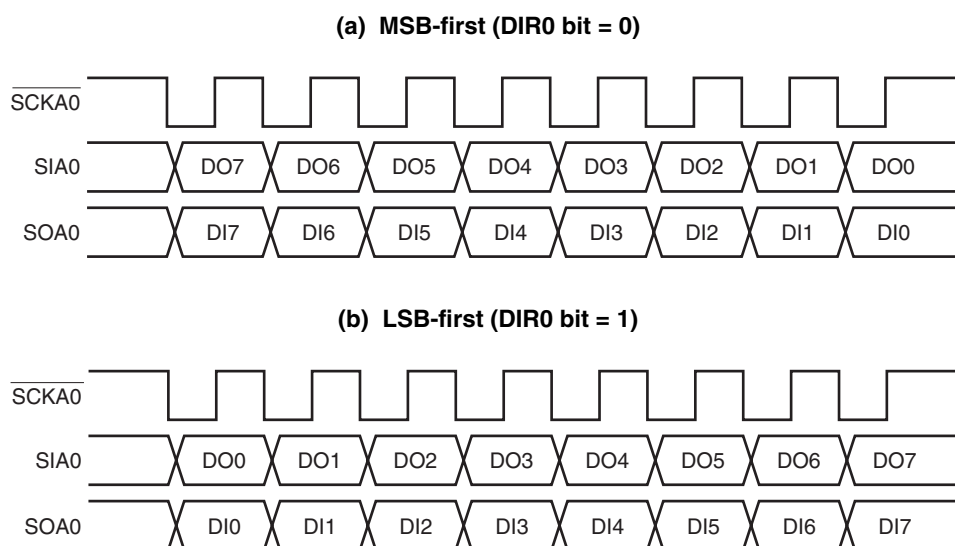 (a) MSB-first (DIR0 bit = 0)
SCKA0
SIA0 DO7 DO6 DO5 DO4 DO3 DO2 DO1 DO0
SOA0 DI7 DI6 DI5 DI4 DI3 DI2 DI1 DI0
(b) LSB-first (DIR0 bit = 1)
SCKA0
SIA0 DO0 DO1 DO2 DO3 DO4 DO5 DO6 DO7
SOA0 DI0 DI1 DI2 DI3 DI4 DI5 DI6 DI7